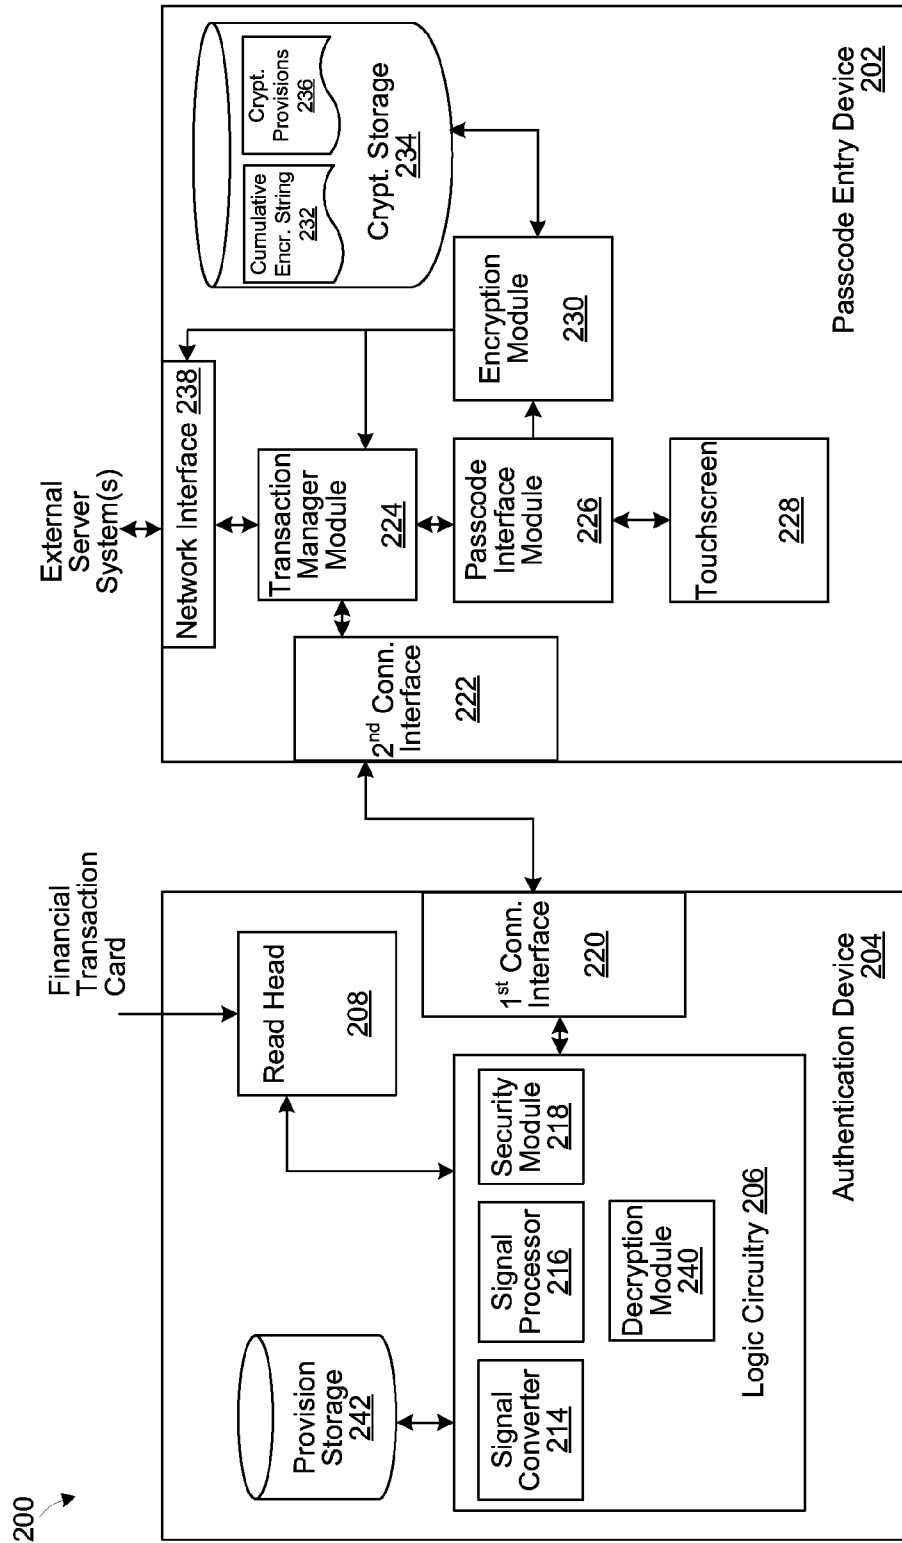 200
Financial
Transaction
Card
External
Server
System(s)
Provision
Storage
242
Read Head
208
Signal
Converter
214
Signal
Processor
216
Security
Module
218
Decryption
Module
240
Logic Circuitry 206
1st Conn.
Interface
220
Authentication Device
204
2nd Conn.
Interface
222
Network Interface 238
Transaction
Manager
Module
224
Passcode
Interface
Module
226
Touchscreen
228
Encryption
Module
230
Cumulative
Encr. String
232
Crypt.
Provisions
236
Crypt. Storage
234
Passcode Entry Device
202